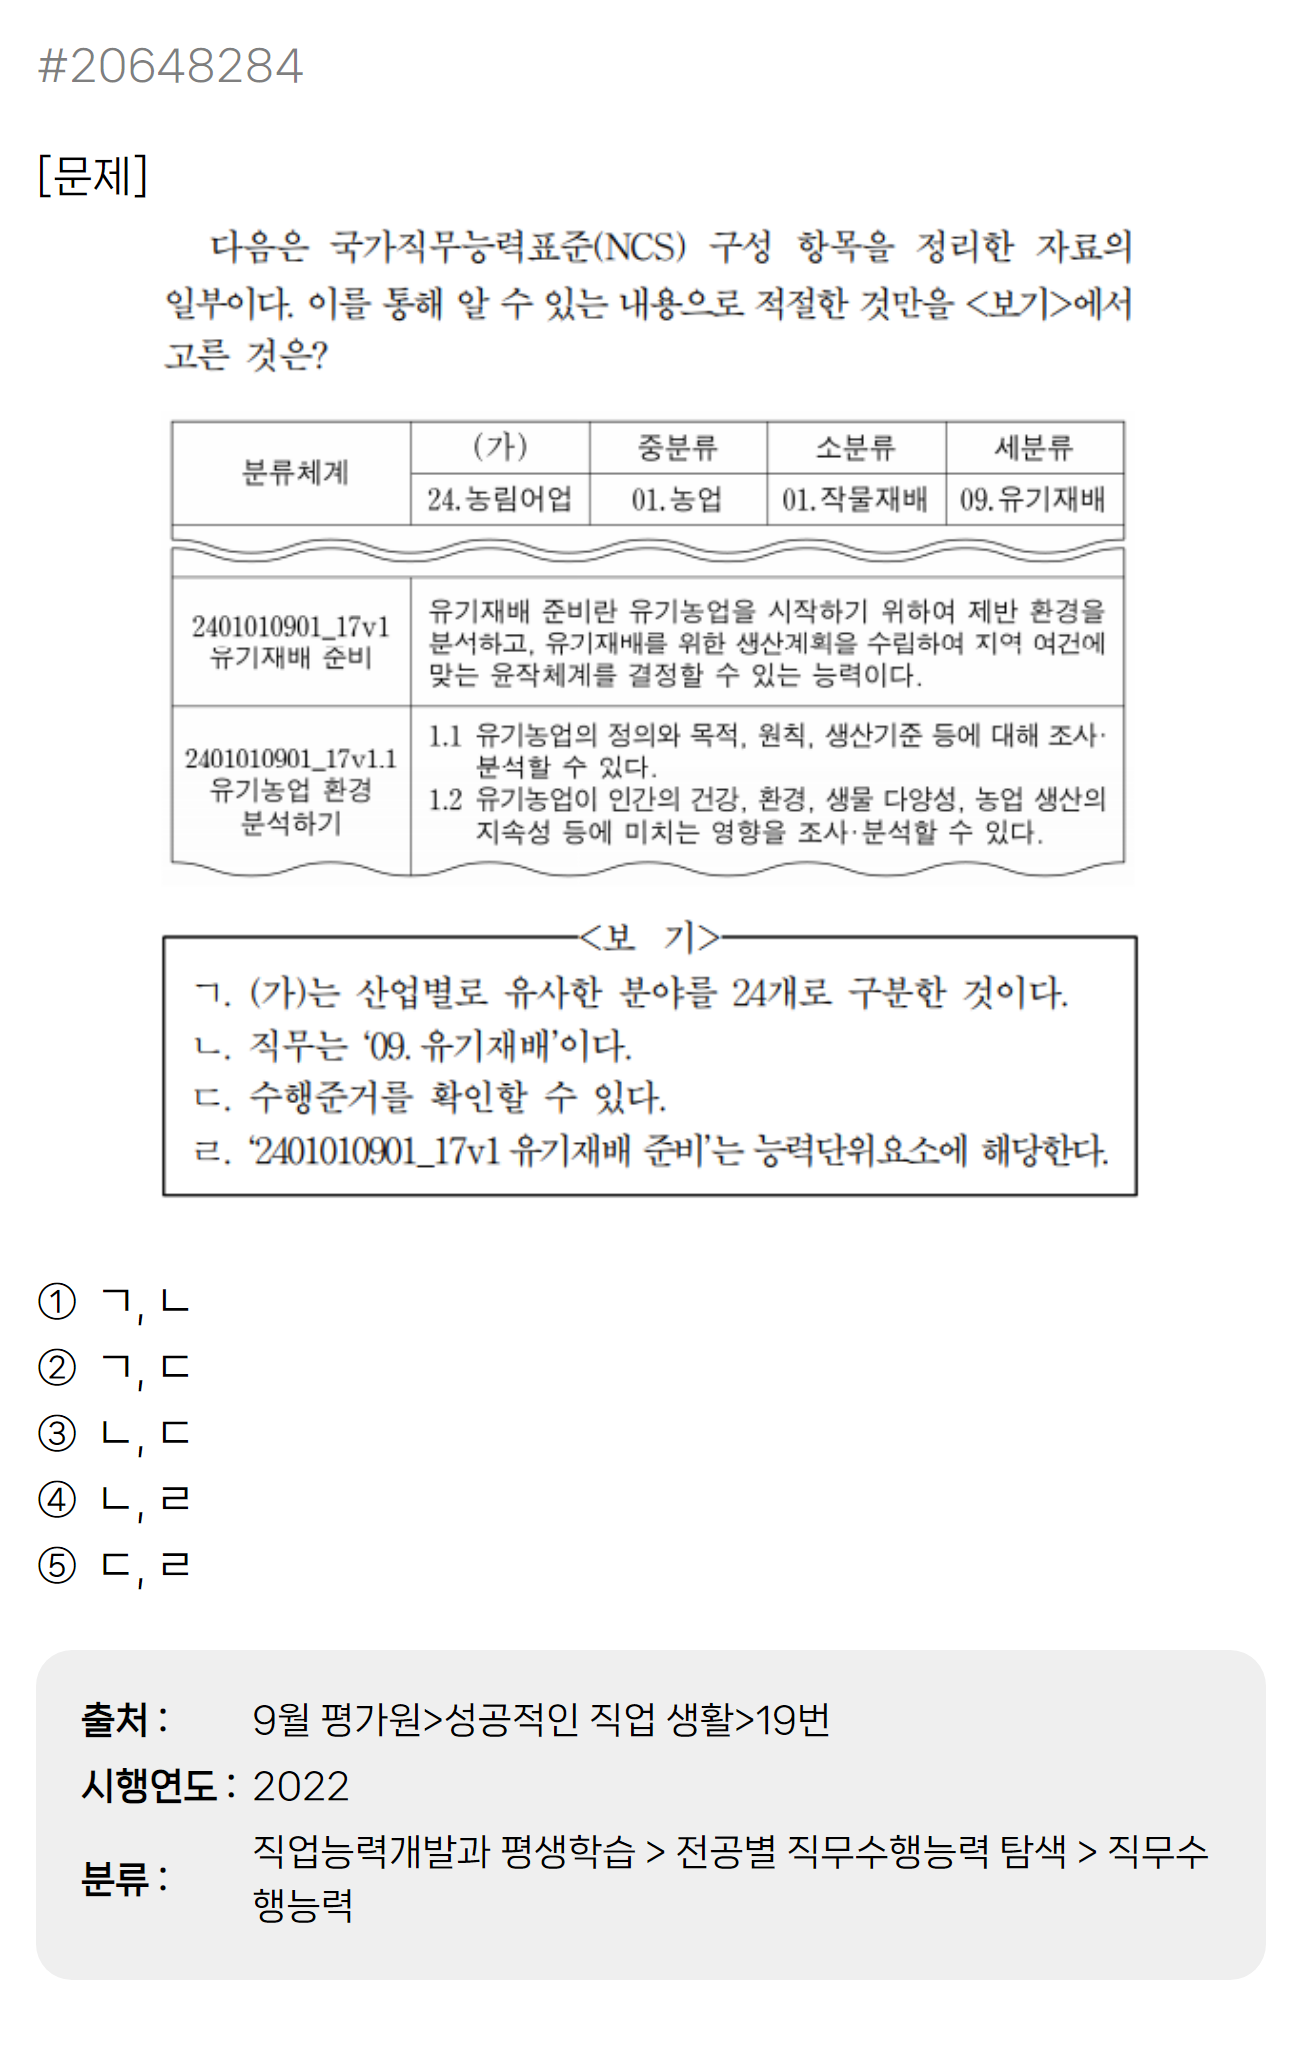 #20648284
[문제]
다음은 국가직무능력표준(NCS) 구성 항목을 정리한 자료의
일부이다. 이를 통해 알 수 있는 내용으로 적절한 것만을 <보기>에서
고른 것은?
분류체계
(가) 중분류 소분류 세분류
24.농림어업 01.농업 01.작물재배 09.유기재배
2401010901_17v1
유기재배 준비
유기재배 준비란 유기농업을 시작하기 위하여 제반 환경을
분석하고, 유기재배를 위한 생산계획을 수립하여 지역 여건에
맞는 윤작체계를 결정할 수 있는 능력이다.
2401010901_17v1.1
유기농업 환경
분석하기
1.1 유기농업의 정의와 목적, 원칙, 생산기준 등에 대해 조사·
분석할 수 있다.
1.2 유기농업이 인간의 건강, 환경, 생물 다양성, 농업 생산의
지속성 등에 미치는 영향을 조사·분석할 수 있다.
<보 기>
ㄱ. (가)는 산업별로 유사한 분야를 24개로 구분한 것이다.
ㄴ. 직무는 ‘09. 유기재배’이다.
ㄷ. 수행준거를 확인할 수 있다.
ㄹ. ‘2401010901_17v1 유기재배 준비’는 능력단위요소에 해당한다.
① ㄱ, ㄴ
② ㄱ, ㄷ
③ ㄴ, ㄷ
④ ㄴ, ㄹ
⑤ ㄷ, ㄹ
출처 : 9월 평가원>성공적인 직업 생활>19번
시행연도 : 2022
분류 : 직업능력개발과 평생학습 > 전공별 직무수행능력 탐색 > 직무수
행능력